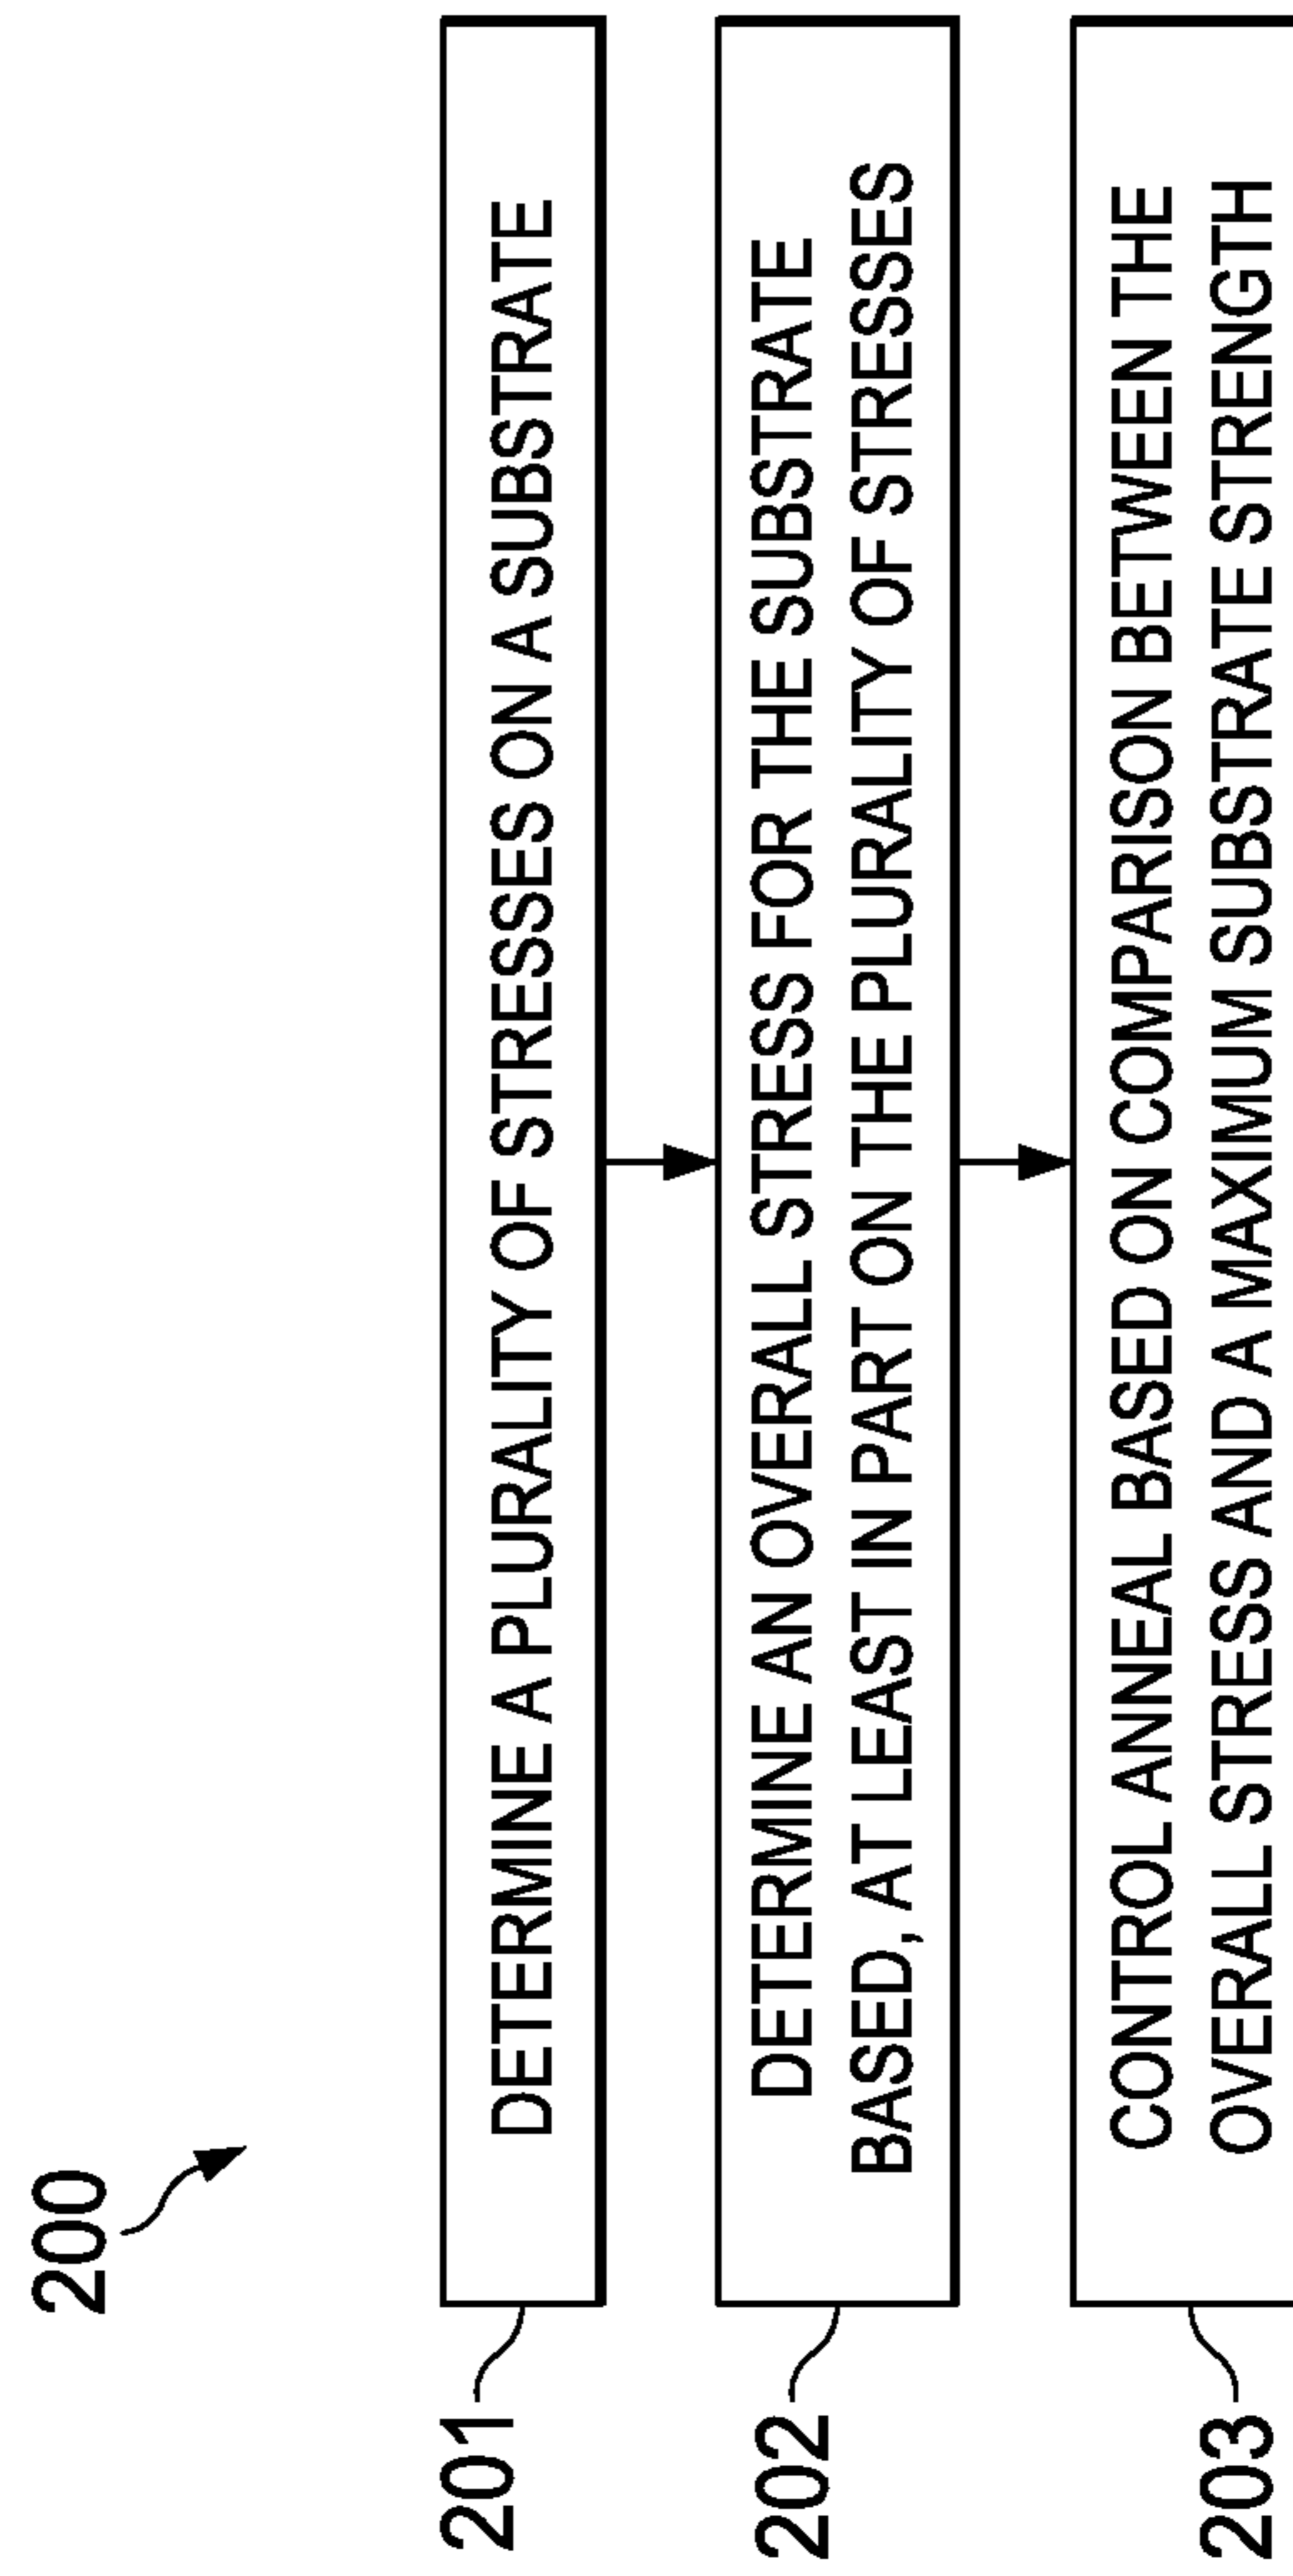 200
201
DETERMINE A PLURALITY OF STRESSES ON A SUBSTRATE
202
DETERMINE AN OVERALL STRESS FOR THE SUBSTRATE
BASED, AT LEAST IN PART ON THE PLURALITY OF STRESSES
203
CONTROL ANNEAL BASED ON COMPARISON BETWEEN THE
OVERALL STRESS AND A MAXIMUM SUBSTRATE STRENGTH